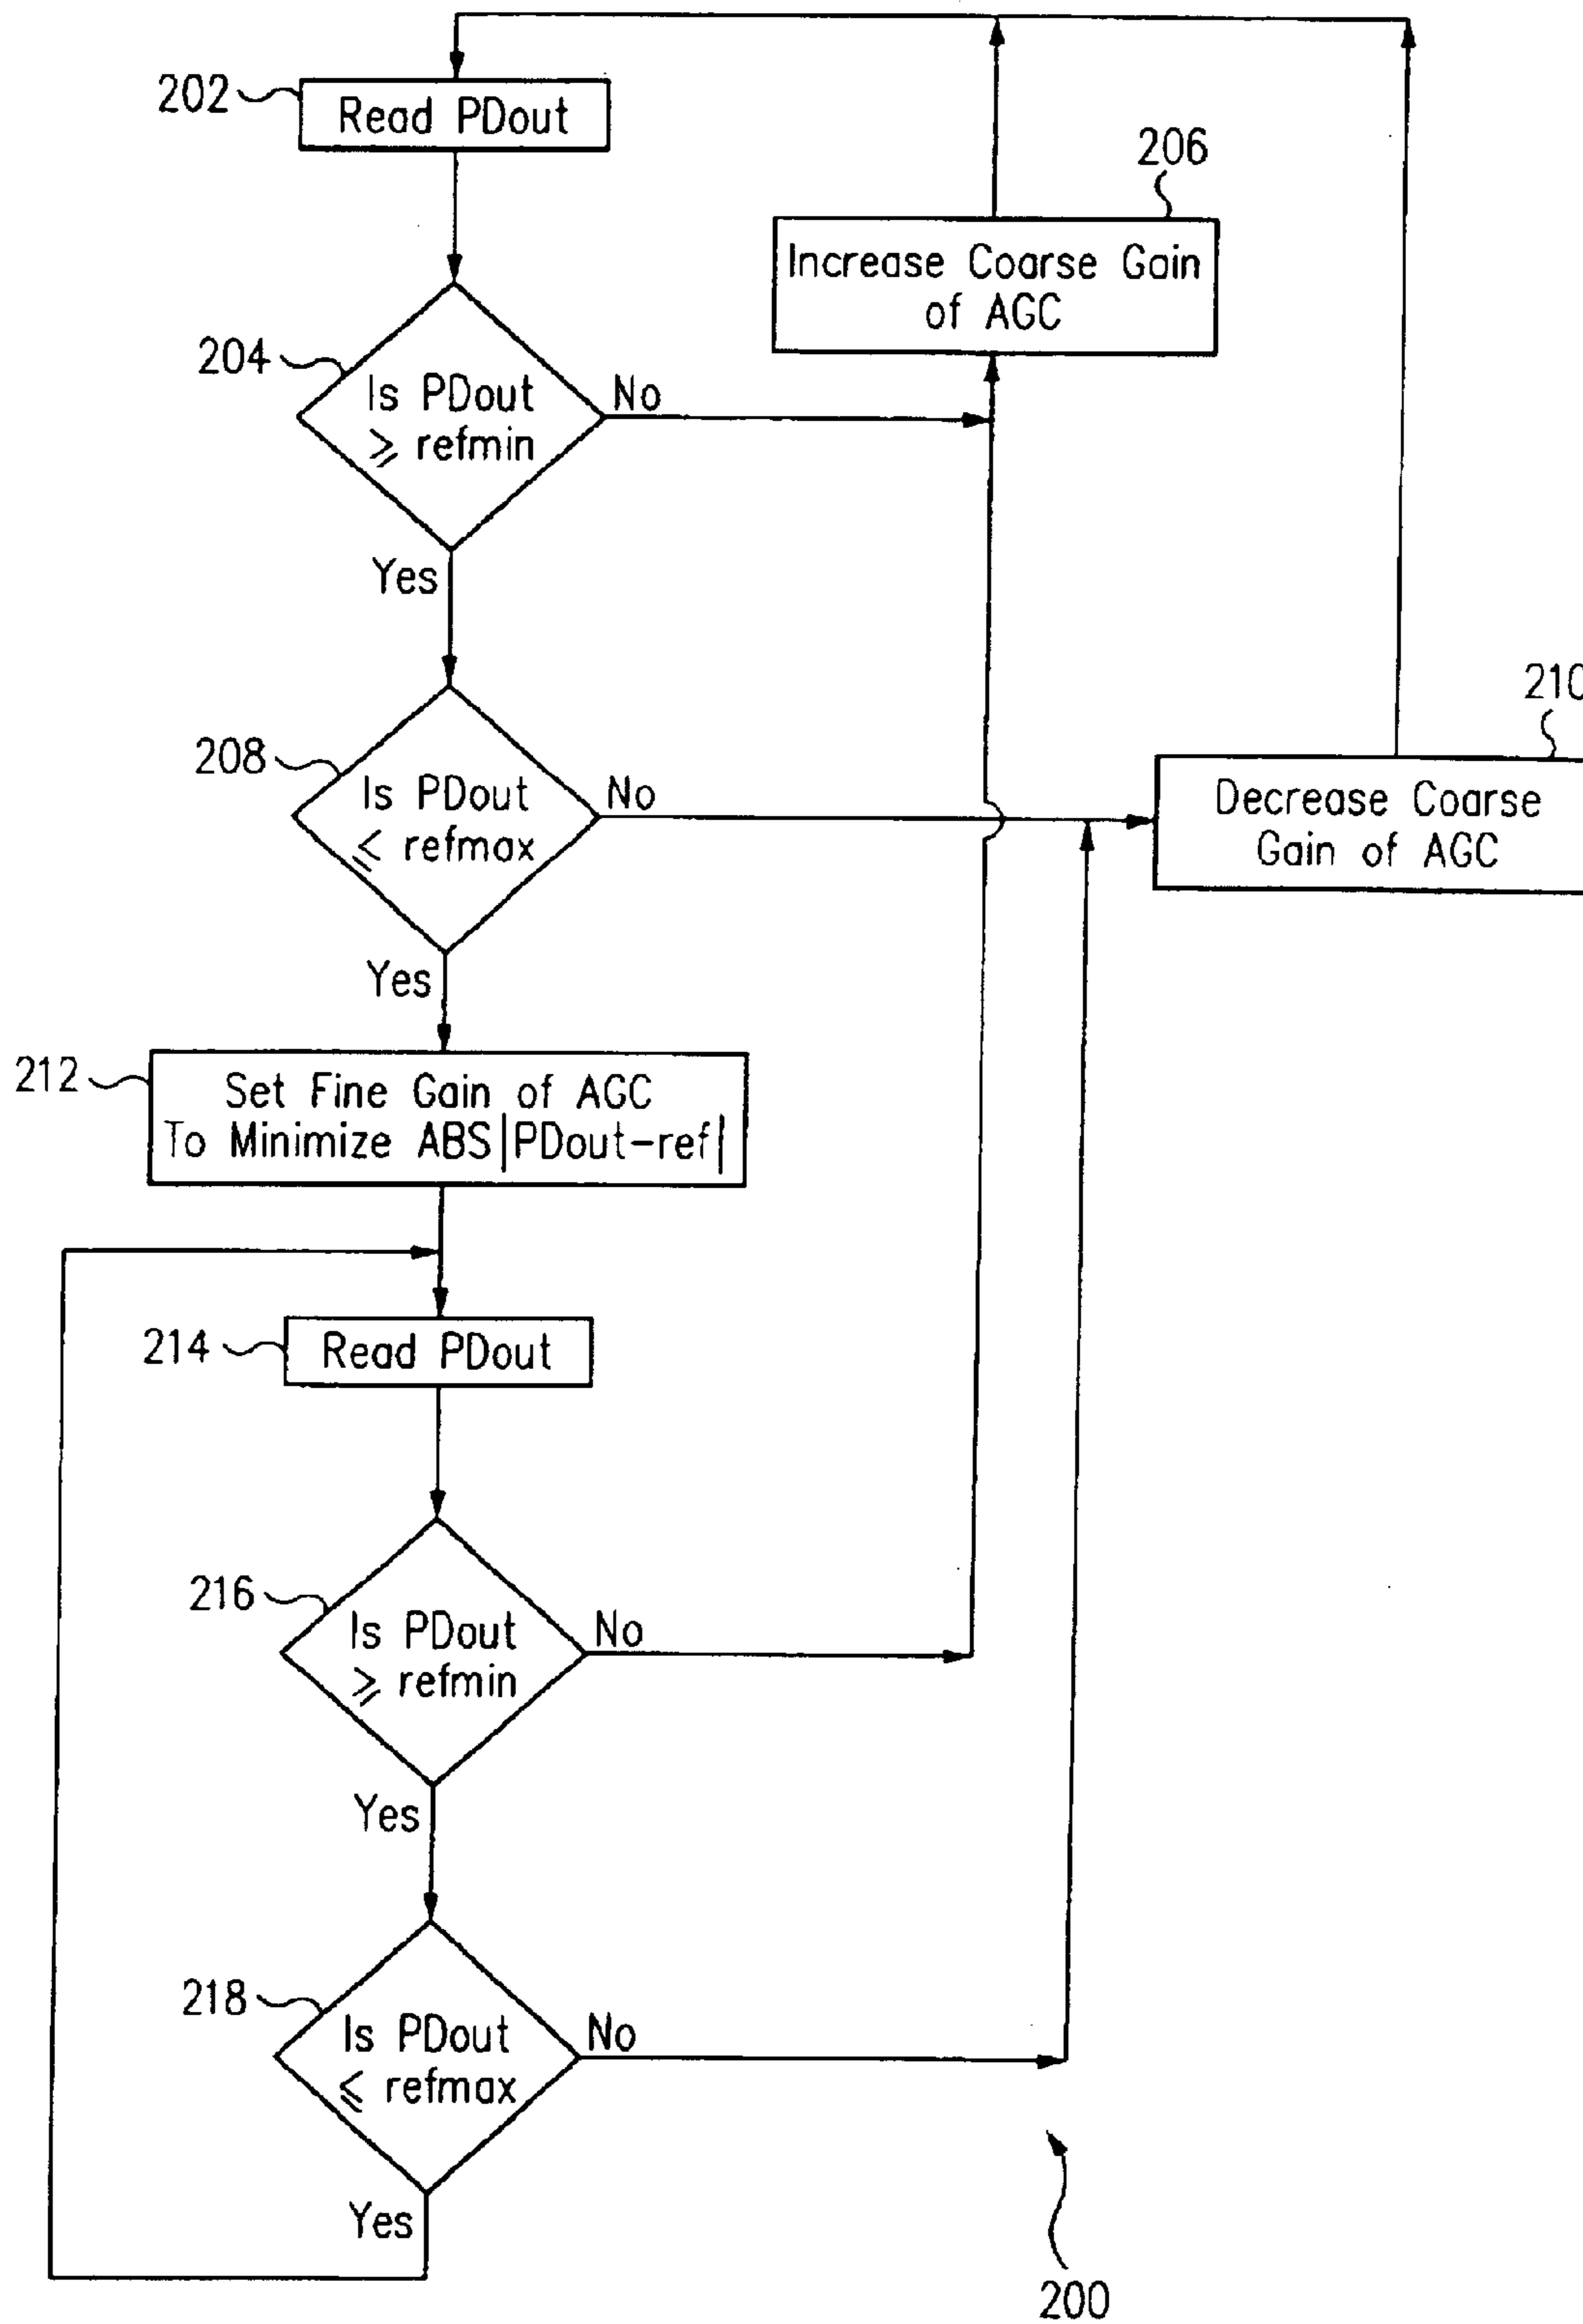 202
Read PDout
206
Increase Coarse Gain
of AGC
204
Is PDout
≥ refmin
No
Yes
210
208
Is PDout
≤ refmax
No
Decrease Coarse
Gain of AGC
Yes
212
Set Fine Gain of AGC
To Minimize ABS|PDout-ref|
214
Read PDout
216
Is PDout
≥ refmin
No
Yes
218
Is PDout
≤ refmax
No
Yes
200